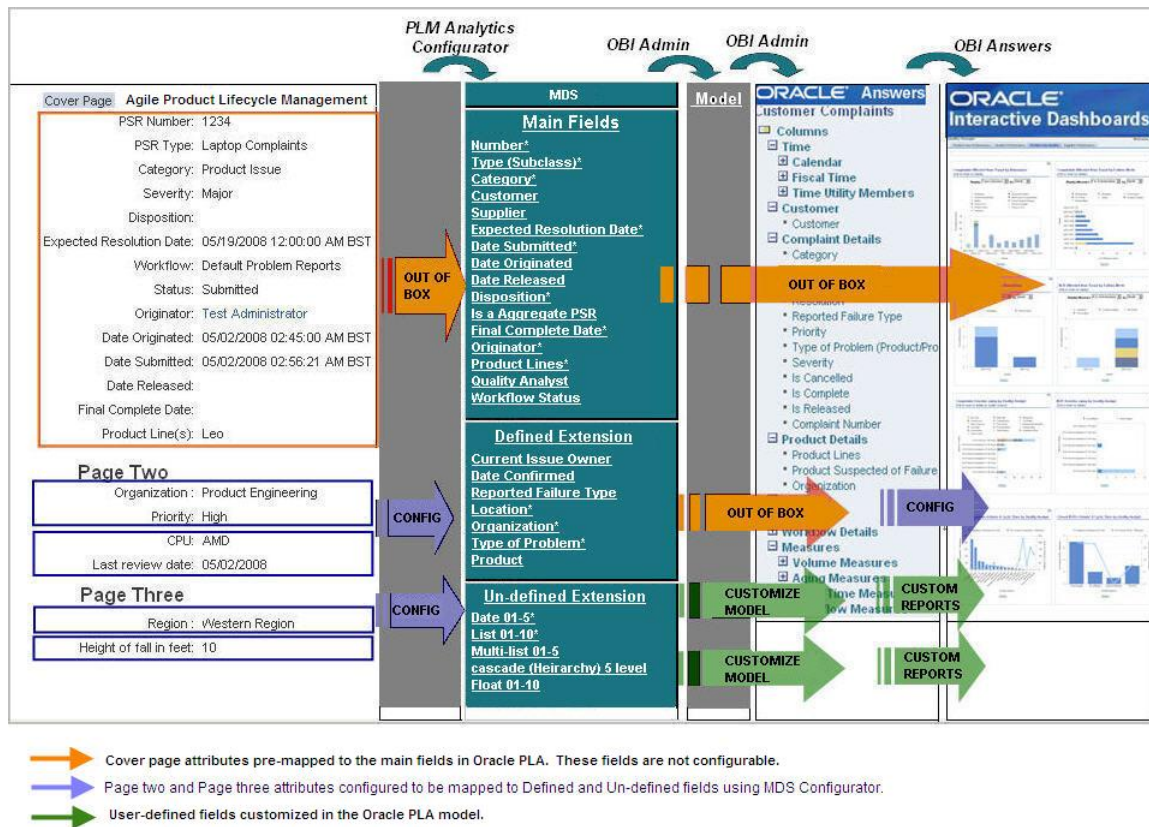 PLM Analytics
Configurator
OBI Admin
OBI Admin
OBI Answers
Cover Page Agile Product Lifecycle Management
PSR Number: 1234
PSR Type: Laptop Complaints
Category: Product Issue
Severity: Major
Disposition:
Expected Resolution Date: 05/19/2008 12:00:00 AM BST
Workflow: Default Problem Reports
Status: Submitted
Originator: Test Administrator
Date Originated: 05/02/2008 02:45:00 AM BST
Date Submitted: 05/02/2008 02:56:21 AM BST
Date Released:
Final Complete Date:
Product Line(s): Leo
Page Two
Organization : Product Engineering
Priority: High
CPU: AMD
Last review date: 05/02/2008
Page Three
Region : Western Region
Height of fall in feet: 10
OUT OF
BOX
CONFIG
CONFIG
MDS
Main Fields
Number*
Type (Subclass)*
Category*
Customer
Supplier
Expected Resolution Date*
Date Submitted*
Date Originated
Date Released
Disposition*
Is a Aggregate PSR
Final Complete Date*
Originator*
Product Lines*
Quality Analyst
Workflow Status
Defined Extension
Current Issue Owner
Date Confirmed
Reported Failure Type
Location*
Organization*
Type of Problem*
Product
Un-defined Extension
Date 01-5*
List 01-10*
Multi-list 01-5
cascade (Heirarchy) 5 level
Float 01-10
Model
ORACLE Answers
Customer Complaints
Columns
Time
Calendar
Fiscal Time
Time Utility Members
Customer
Customer
Complaint Details
Category
OUT OF BOX
Resolution
Reported Failure Type
Priority
Type of Problem (Product/Pro
Severity
Is Cancelled
Is Complete
Is Released
Complaint Number
Product Details
Product Lines
Product Suspected of Failure
Organization
OUT OF BOX
CONFIG
Workflow Details
Measures
Volume Measures
Aging Measures
CUSTOMIZE
MODEL
Time Measu
low Measu
CUSTOM
REPORTS
CUSTOMIZE
MODEL
CUSTOM
REPORTS
ORACLE
Interactive Dashboards
Cover page attributes pre-mapped to the main fields in Oracle PLA. These fields are not configurable.
Page two and Page three attributes configured to be mapped to Defined and Un-defined fields using MDS Configurator.
User-defined fields customized in the Oracle PLA model.